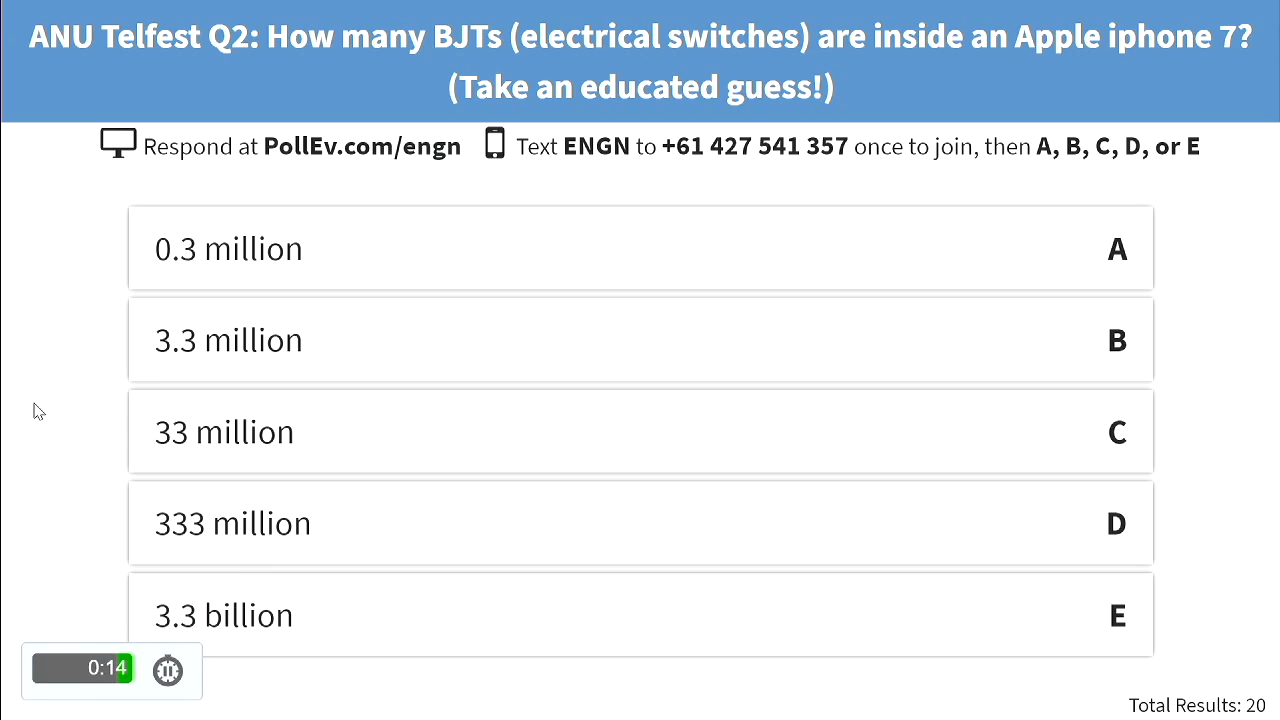 ANU Telfest Q2: How many BJTs (electrical switches) are inside an Apple iphone 7?
(Take an educated guess!)
Respond at PollEv.com/engn Text ENGN to +61 427 541 357 once to join, then A, B, C, D, or E
0.3 million A
3.3 million B
33 million C
333 million D
3.3 billion E
0:14
Total Results: 20